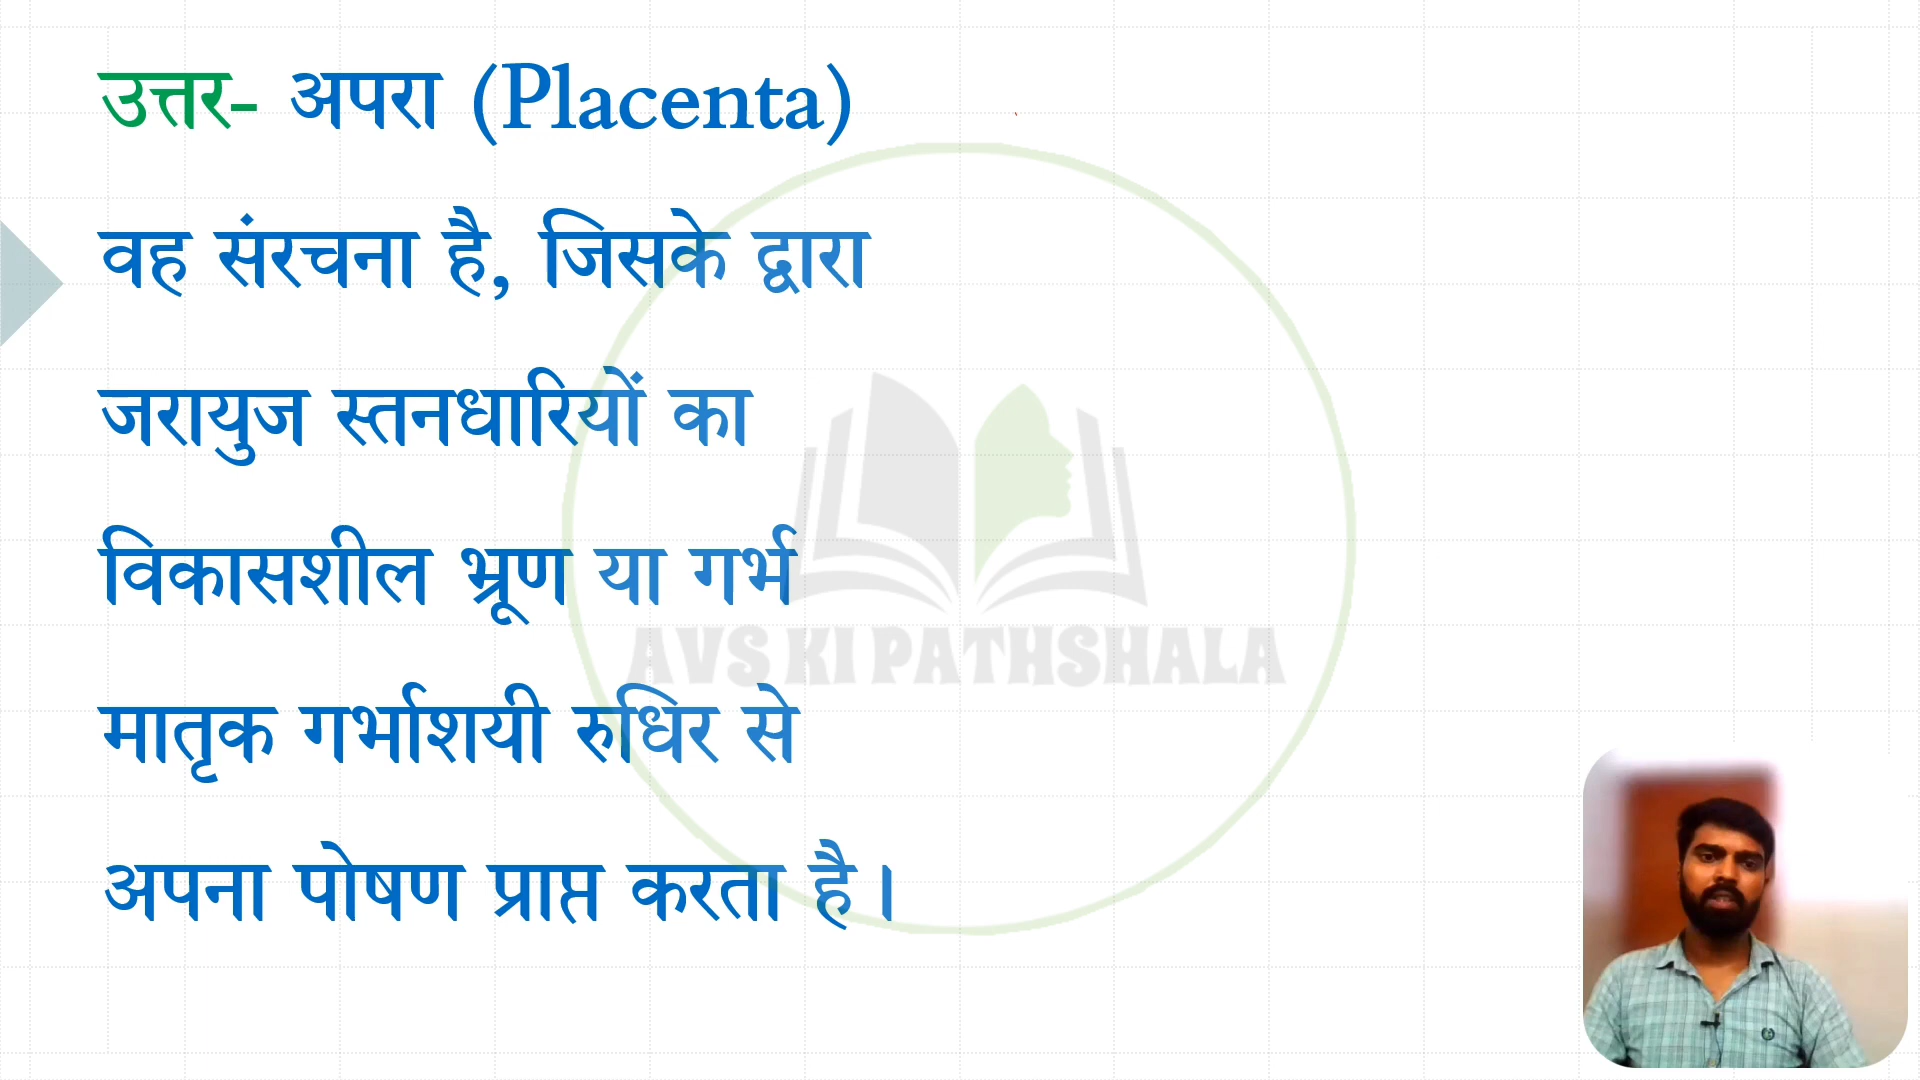 उत्तर- अपरा (Placenta)
वह संरचना है, जिसके द्वारा
जरायुज स्तनधारियों का
विकासशील भ्रूण या गर्भ
मातृक गर्भाशयी रुधिर से
अपना पोषण प्राप्त करता है।
AVS KI PATHSHALA